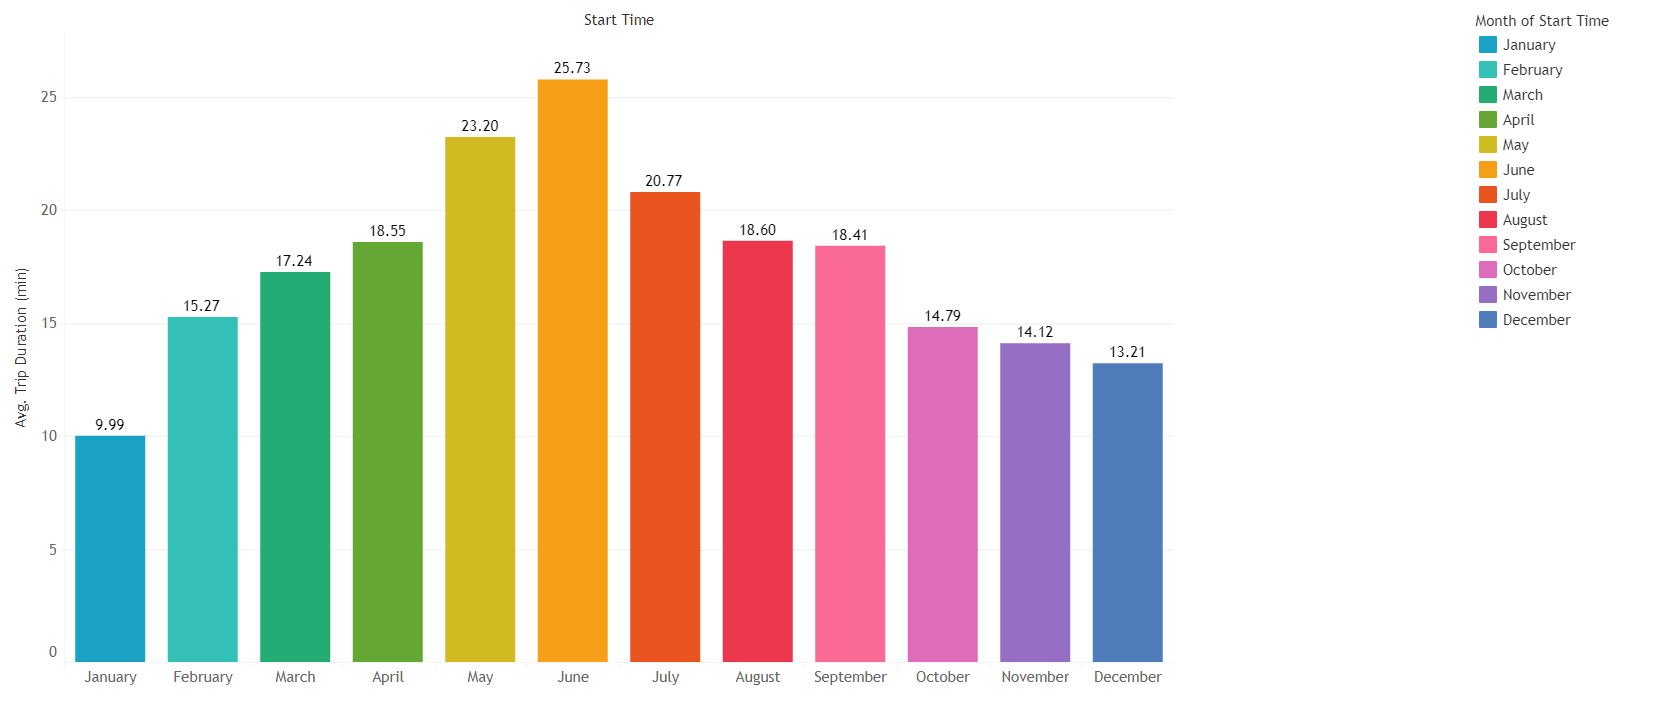 Start Time
Avg. Trip Duration (min)
25
20
15
10
5
0
9.99
15.27
17.24
18.55
23.20
25.73
20.77
18.60
18.41
14.79
14.12
13.21
January February March April May June July August September October November December
Month of Start Time
January
February
March
April
May
June
July
August
September
October
November
December